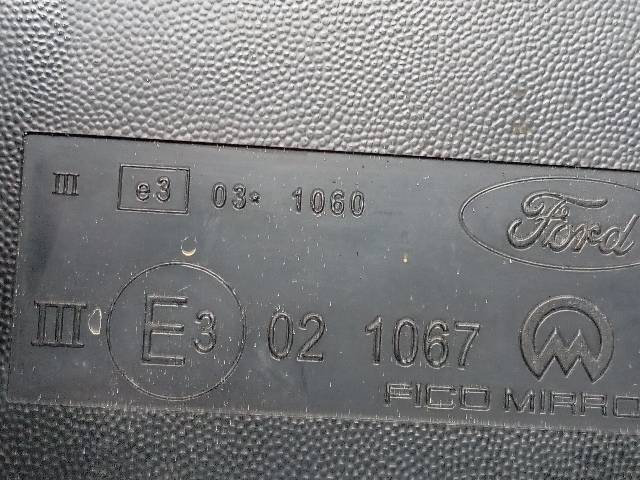 III e3 03* 1060
Ford
III E3 02 1067
FICO MIRRO